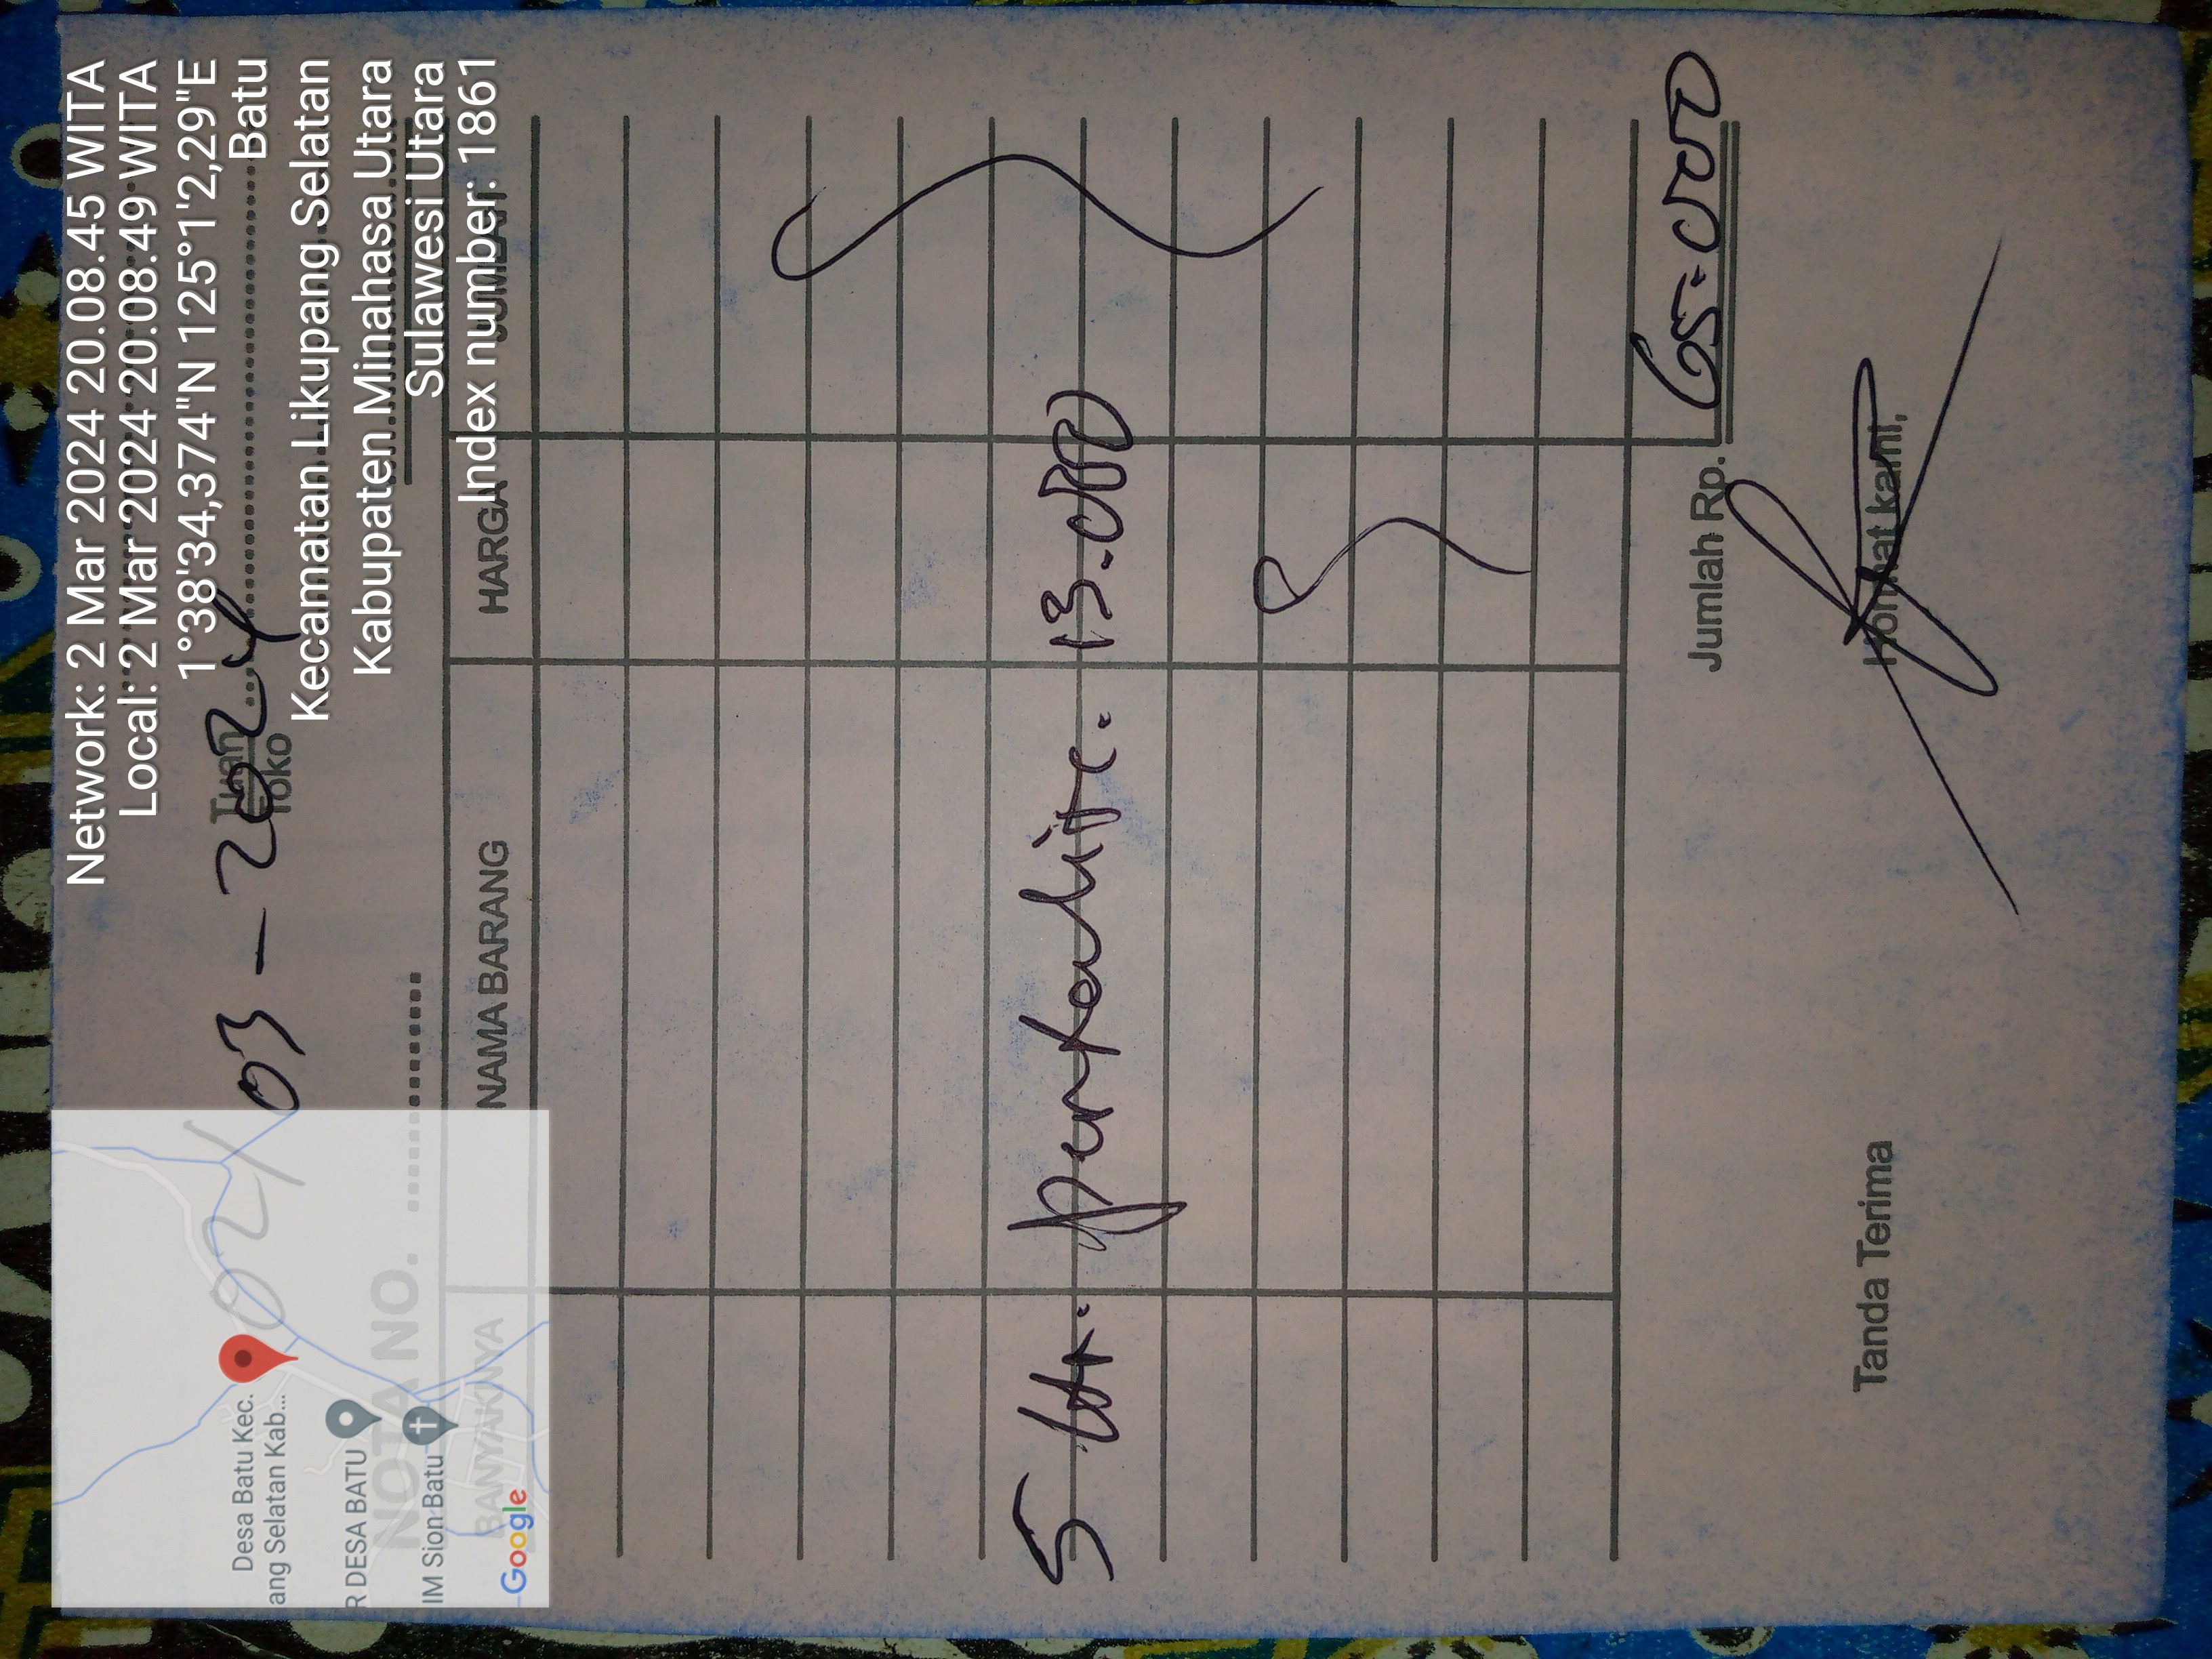 Network: 2 Mar 2024 20.08.45 WITA
Local: 2 Mar 2024 20.08.49 WITA
1°38'34,374"N 125°1'2,29"E
Batu
Kecamatan Likupang Selatan
Kabupaten Minahasa Utara
Sulawesi Utara
Index number: 1861
Desa Batu Kec.
ang Selatan Kab...
R DESA BATU
IM Sion Batu
Google
02/03-2024
Tuan
Toko
NOTA NO.
BANYAKNYA NAMA BARANG HARGA JUMLAH
5 Ltr. pertalite. 13.000
Jumlah Rp. 65.000
Tanda Terima Hormat kami,